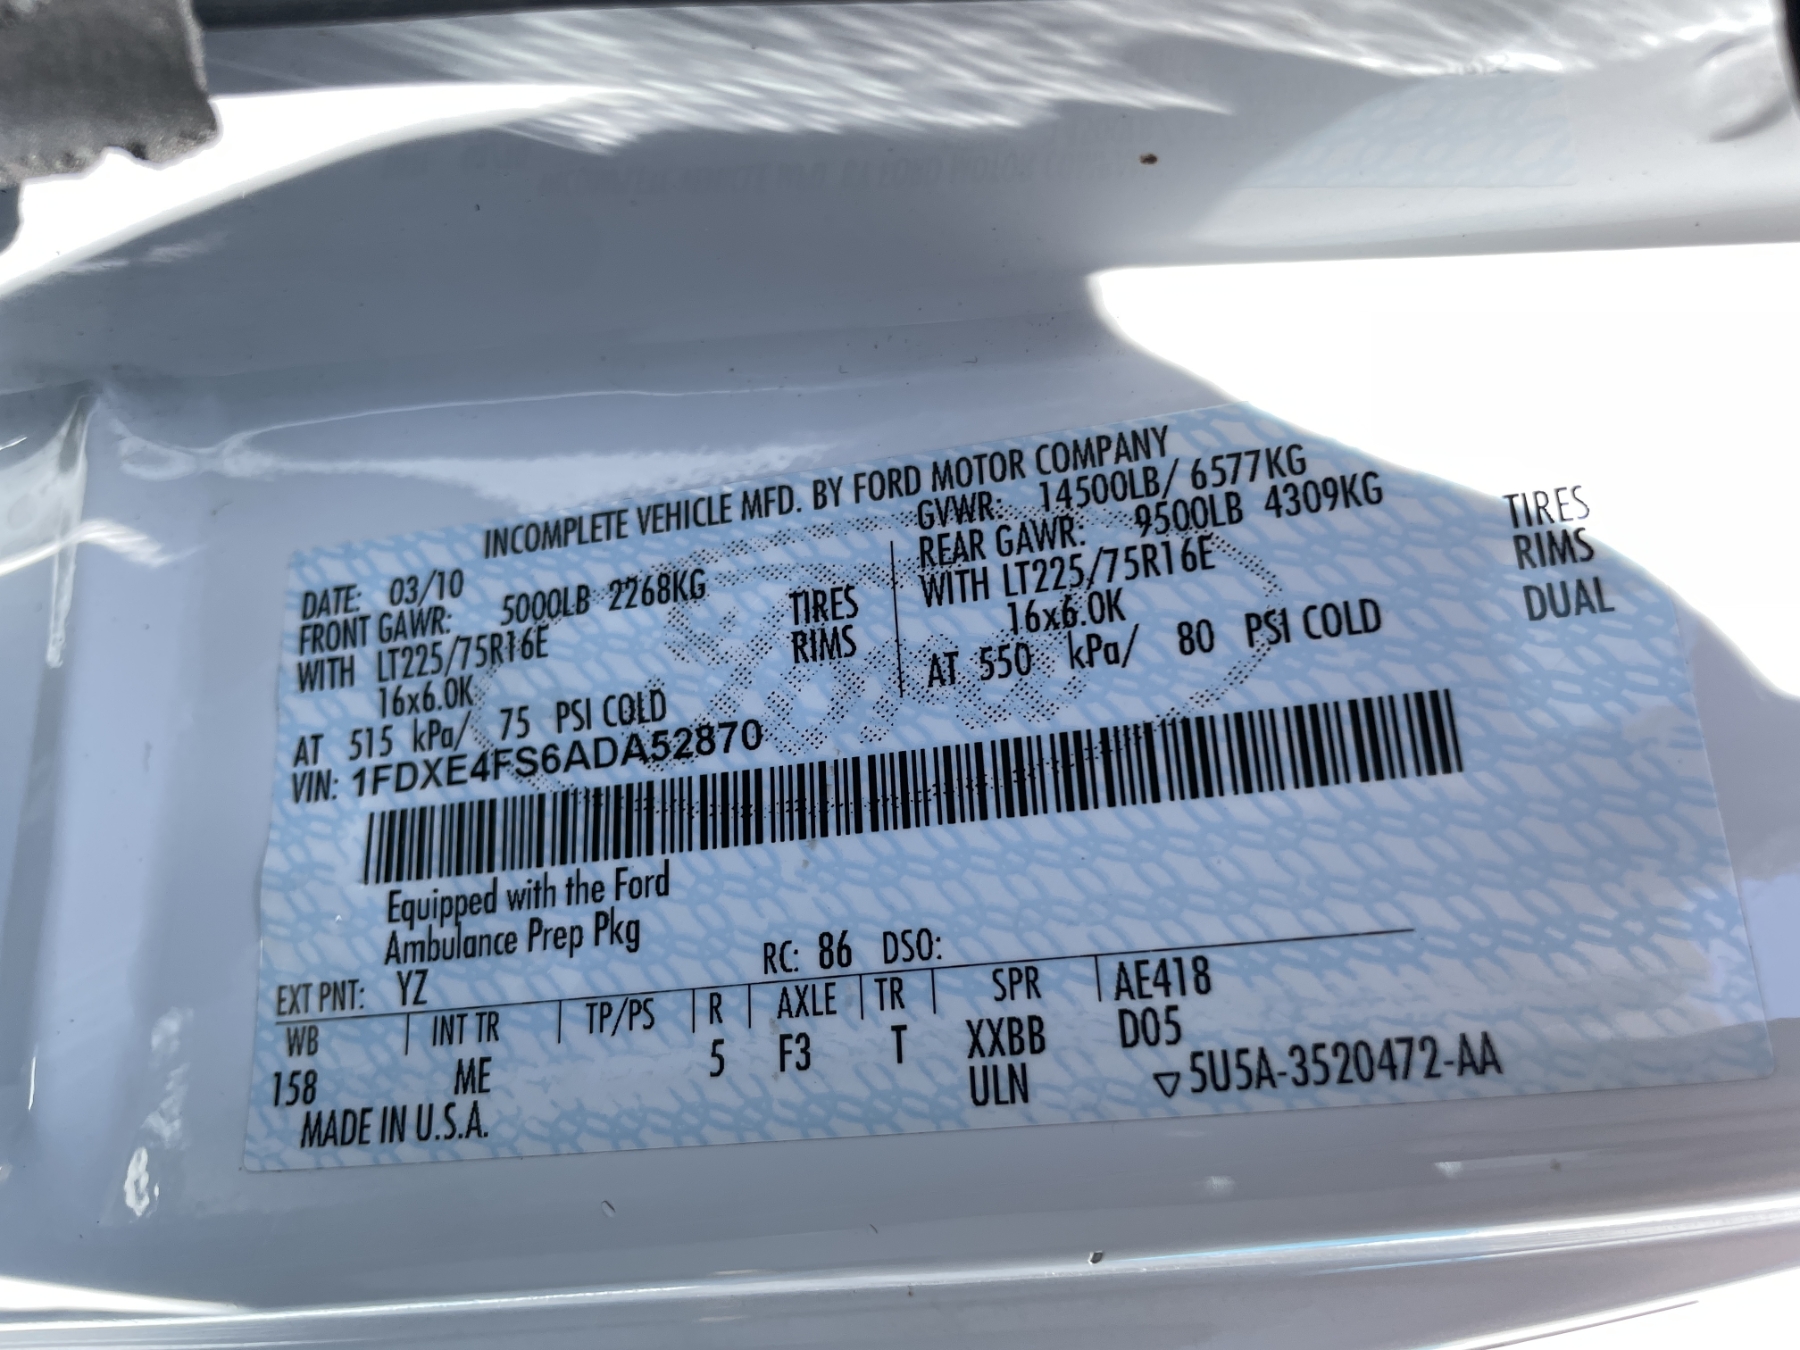 INCOMPLETE VEHICLE MFD. BY FORD MOTOR COMPANY
DATE: 03/10 GVWR: 14500LB/ 6577KG
FRONT GAWR: 5000LB 2268KG REAR GAWR: 9500LB 4309KG
WITH LT225/75R16E TIRES WITH LT225/75R16E TIRES
16x6.0K RIMS 16x6.0K RIMS
AT 515 kPa/ 75 PSI COLD AT 550 kPa/ 80 PSI COLD DUAL
VIN: 1FDXE4FS6ADA52870
Equipped with the Ford
Ambulance Prep Pkg
EXT PNT: YZ RC: 86 DSO:
WB INT TR TP/PS R AXLE TR SPR AE418
158 ME 5 F3 T XXBB D05
ULN 5U5A-3520472-AA
MADE IN U.S.A.